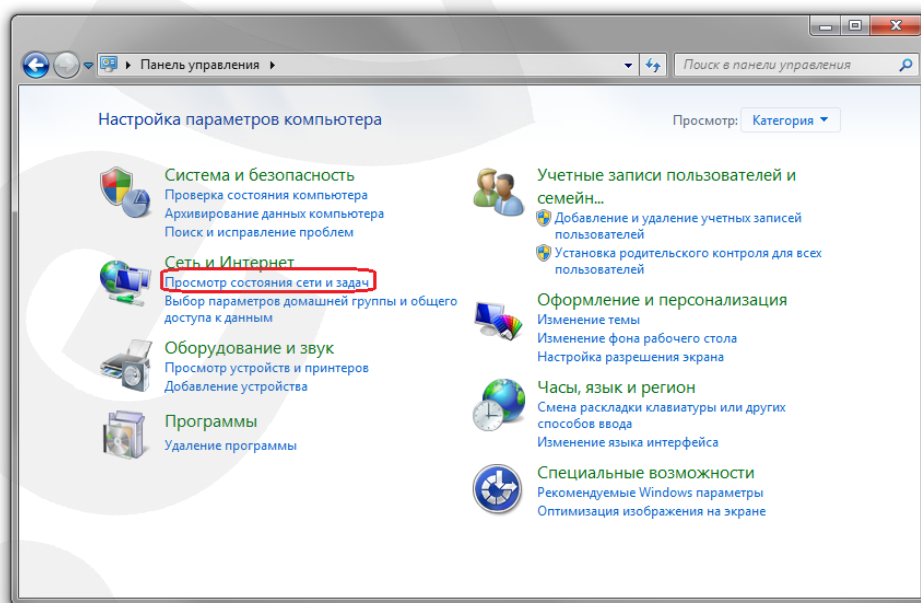 Панель управления
Поиск в панели управления
Настройка параметров компьютера
Просмотр: Категория
Система и безопасность
Проверка состояния компьютера
Архивирование данных компьютера
Поиск и исправление проблем
Сеть и Интернет
Просмотр состояния сети и задач
Выбор параметров домашней группы и общего
доступа к данным
Оборудование и звук
Просмотр устройств и принтеров
Добавление устройства
Программы
Удаление программы
Учетные записи пользователей и
семейн...
Добавление и удаление учетных записей
пользователей
Установка родительского контроля для всех
пользователей
Оформление и персонализация
Изменение темы
Изменение фона рабочего стола
Настройка разрешения экрана
Часы, язык и регион
Смена раскладки клавиатуры или других
способов ввода
Изменение языка интерфейса
Специальные возможности
Рекомендуемые Windows параметры
Оптимизация изображения на экране